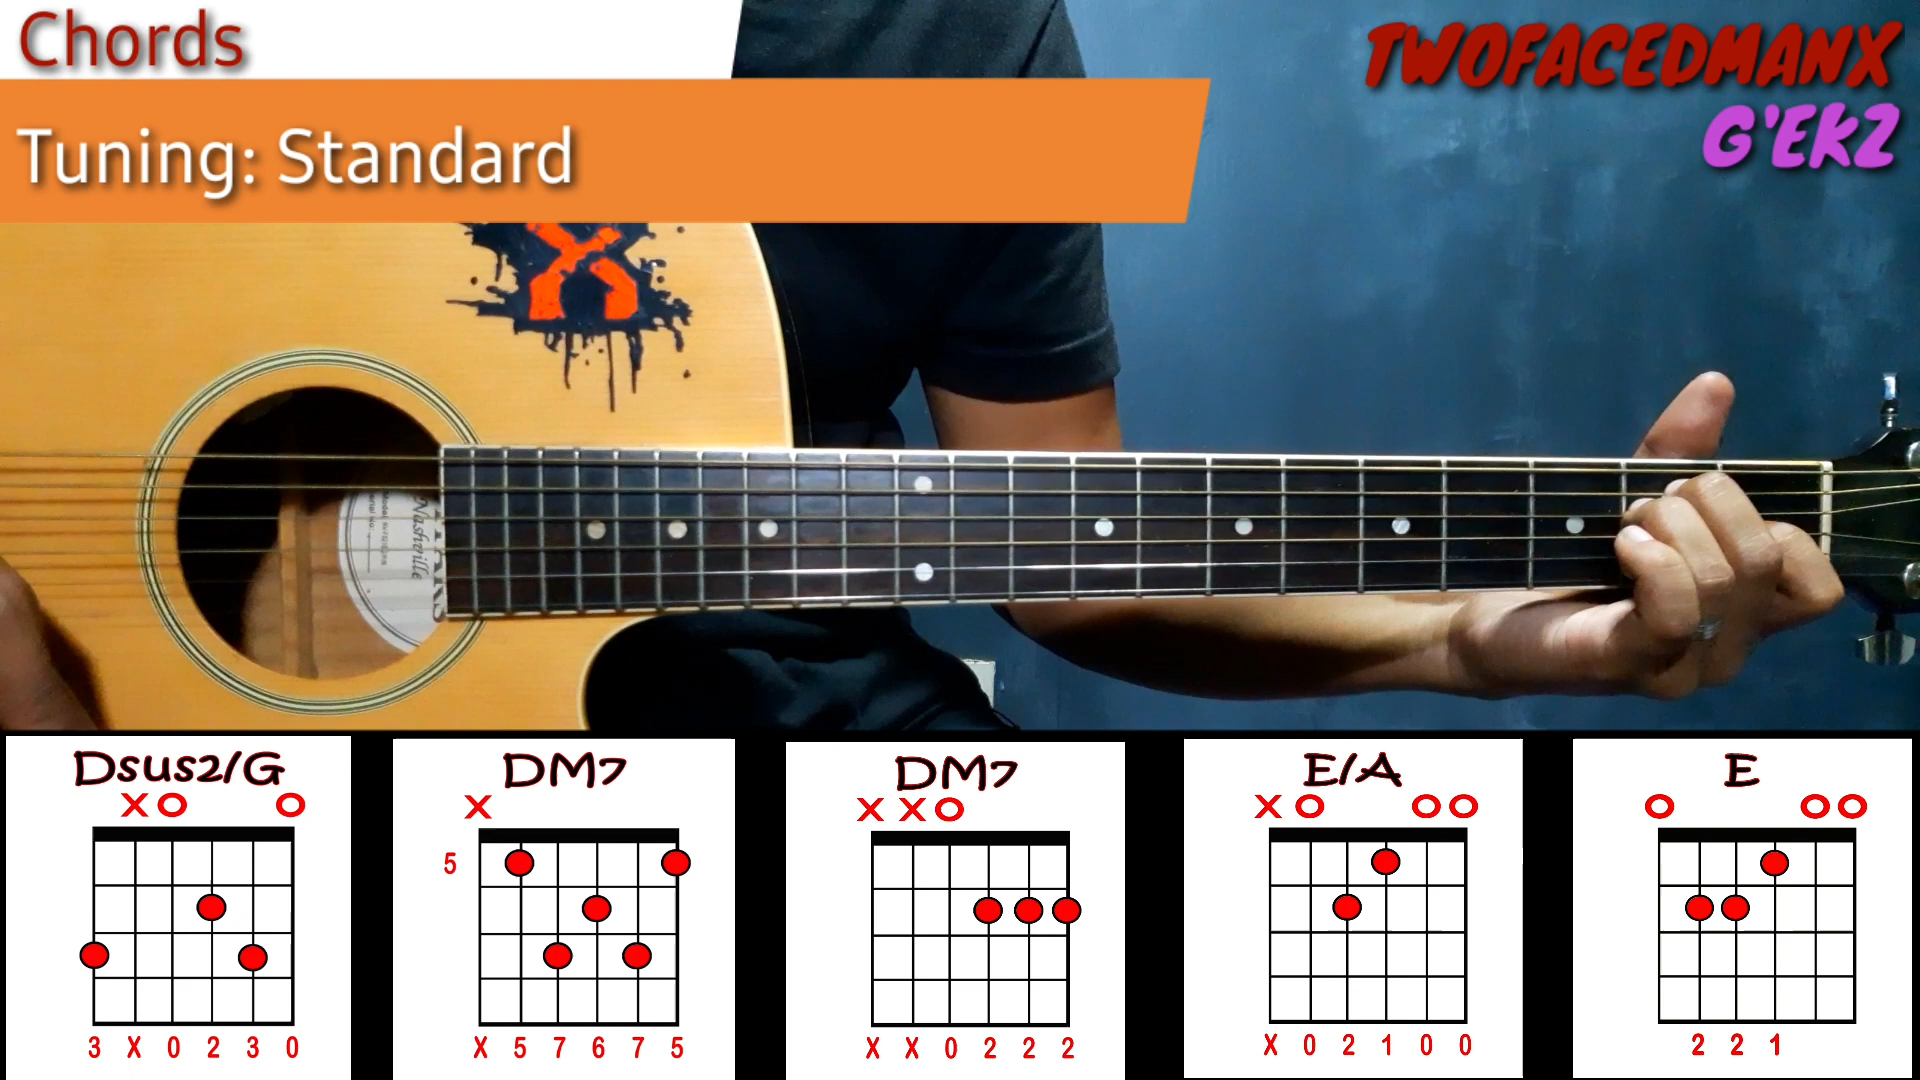 Chords
Tuning: Standard
TWOFACEDMANX
G'EKZ
Nashville
Dsus2/G
X O O
3 X 0 2 3 0
DM7
X
5
X 5 7 6 7 5
DM7
X X O
X X 0 2 2 2
E/A
X O O O
X 0 2 1 0 0
E
O O O
2 2 1